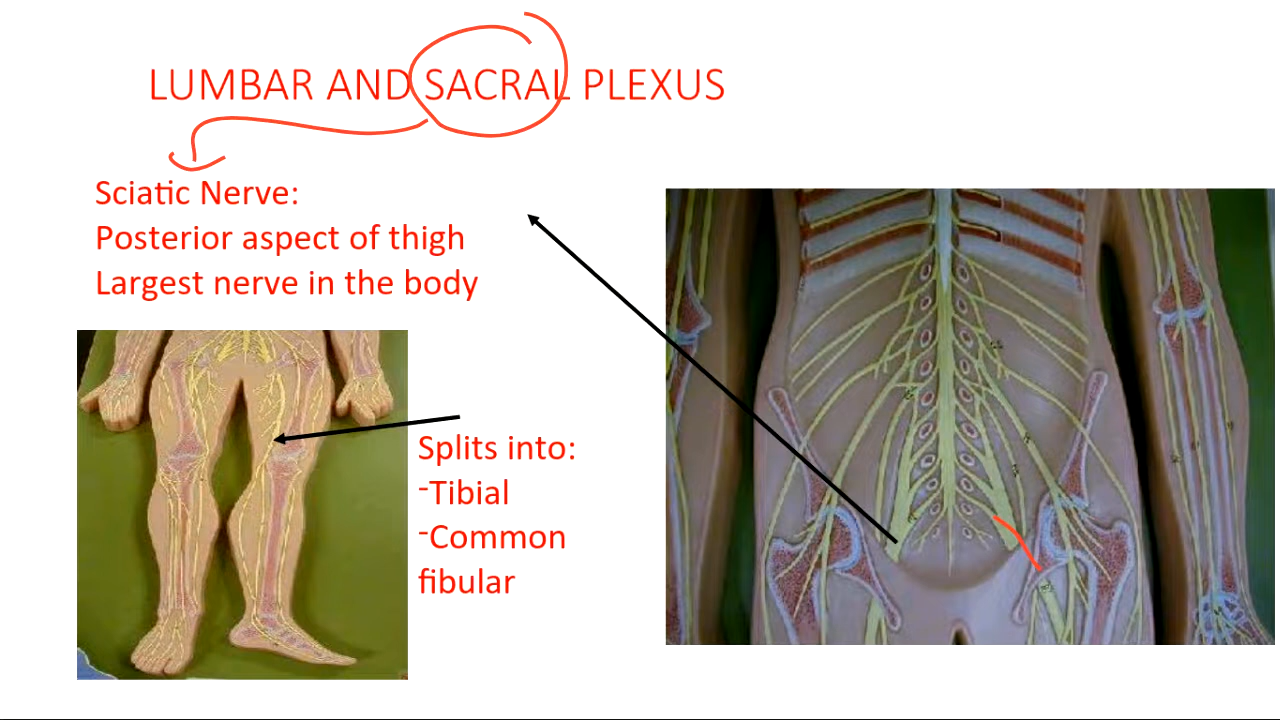 LUMBAR AND SACRAL PLEXUS
Sciatic Nerve:
Posterior aspect of thigh
Largest nerve in the body
Splits into:
-Tibial
-Common
fibular